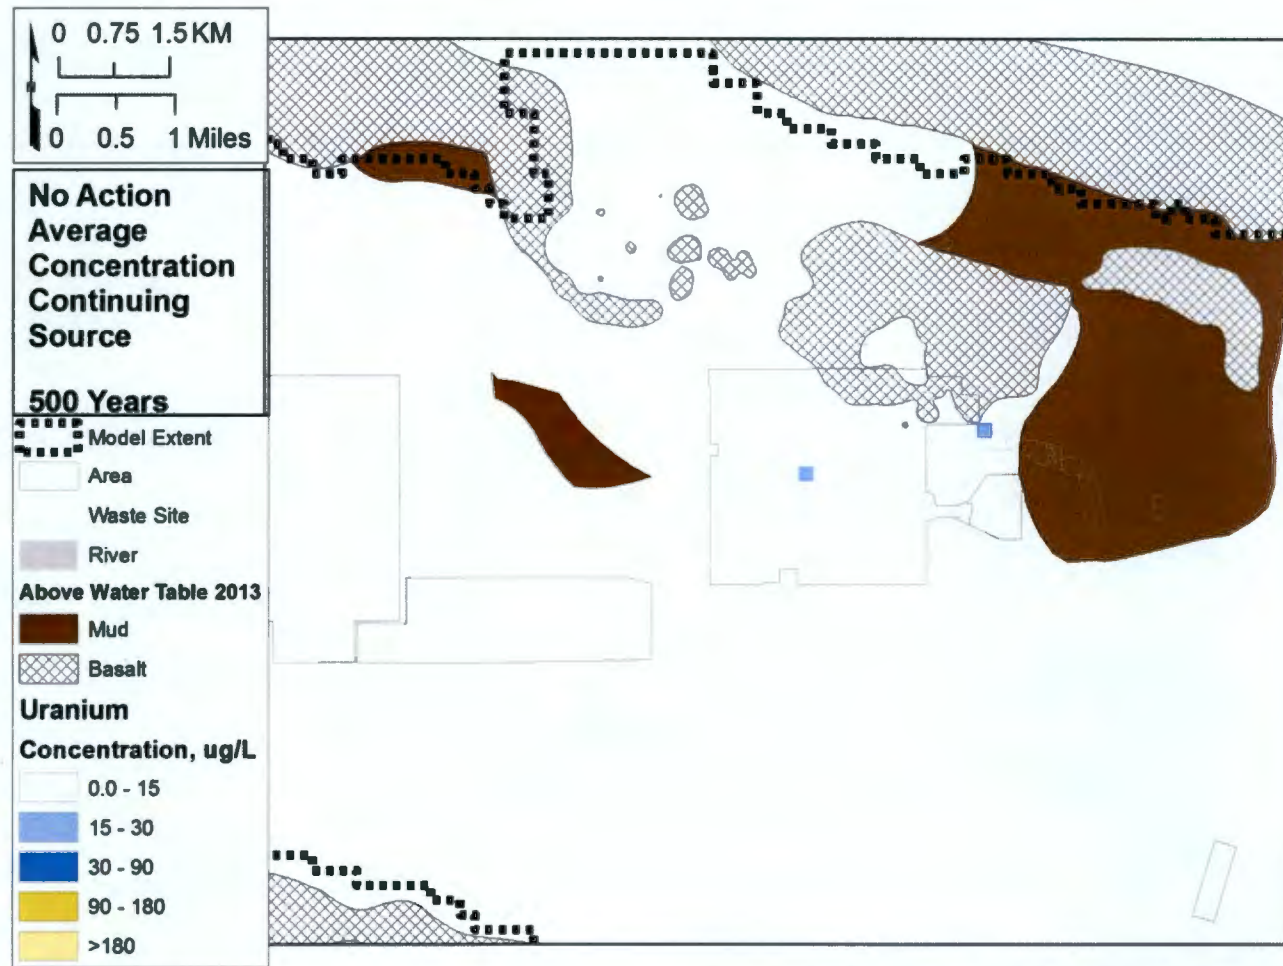 0 0.75 1.5 KM
0 0.5 1 Miles
No Action
Average
Concentration
Continuing
Source
500 Years
Model Extent
Area
Waste Site
River
Above Water Table 2013
Mud
Basalt
Uranium
Concentration, ug/L
0.0 - 15
15 - 30
30 - 90
90 - 180
>180